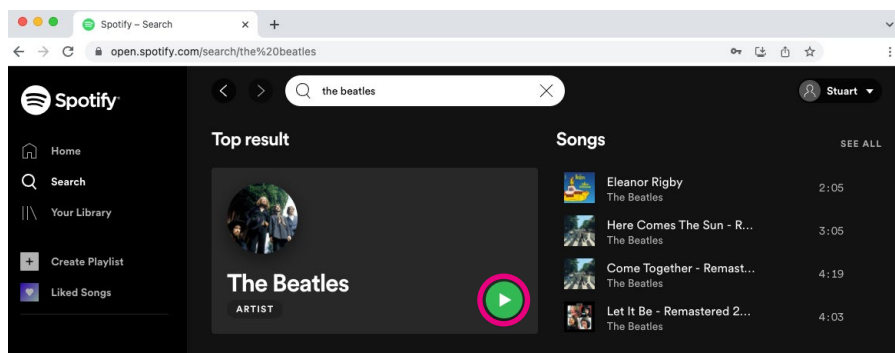 Spotify – Search
open.spotify.com/search/the%20beatles
Spotify
the beatles
Stuart
Home
Search
Your Library
Create Playlist
Liked Songs
Top result
The Beatles
ARTIST
Songs
SEE ALL
Eleanor Rigby
2:05
The Beatles
Here Comes The Sun - R...
3:05
The Beatles
Come Together - Remast...
4:19
The Beatles
Let It Be - Remastered 2...
4:03
The Beatles